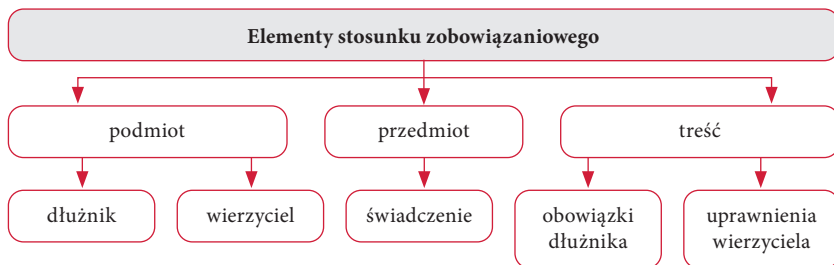 Elementy stosunku zobowiązaniowego
podmiot
przedmiot
treść
dłużnik
wierzyciel
świadczenie
obowiązki
dłużnika
uprawnienia
wierzyciela